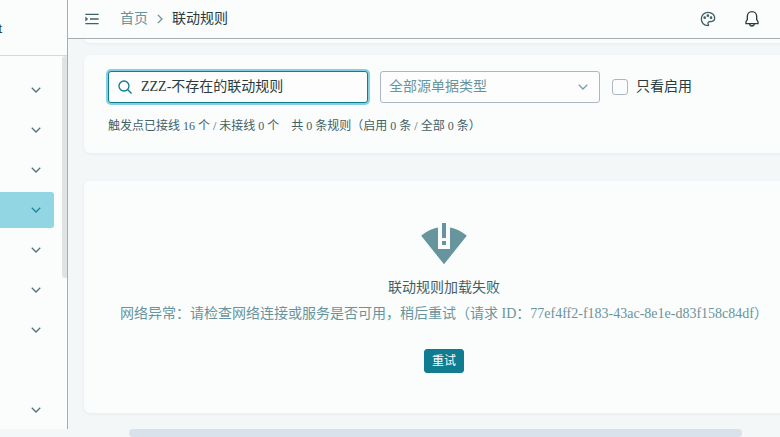 t
首页 > 联动规则
ZZZ-不存在的联动规则
全部源单据类型
只看启用
触发点已接线 16 个 / 未接线 0 个 共 0 条规则（启用 0 条 / 全部 0 条）
联动规则加载失败
网络异常：请检查网络连接或服务是否可用，稍后重试（请求 ID：77ef4ff2-f183-43ac-8e1e-d83f158c84df）
重试